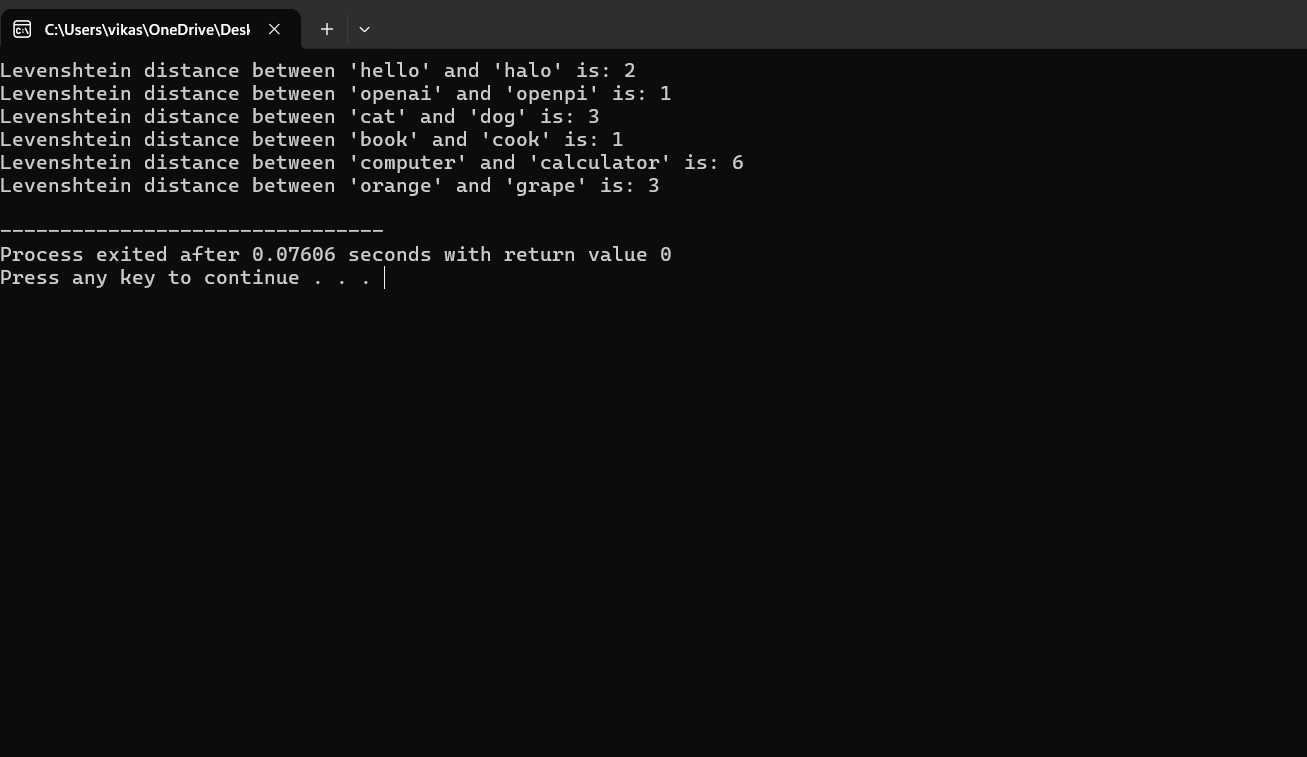 C:\Users\vikas\OneDrive\Desk
Levenshtein distance between 'hello' and 'halo' is: 2
Levenshtein distance between 'openai' and 'openpi' is: 1
Levenshtein distance between 'cat' and 'dog' is: 3
Levenshtein distance between 'book' and 'cook' is: 1
Levenshtein distance between 'computer' and 'calculator' is: 6
Levenshtein distance between 'orange' and 'grape' is: 3
--------------------------------
Process exited after 0.07606 seconds with return value 0
Press any key to continue . . .